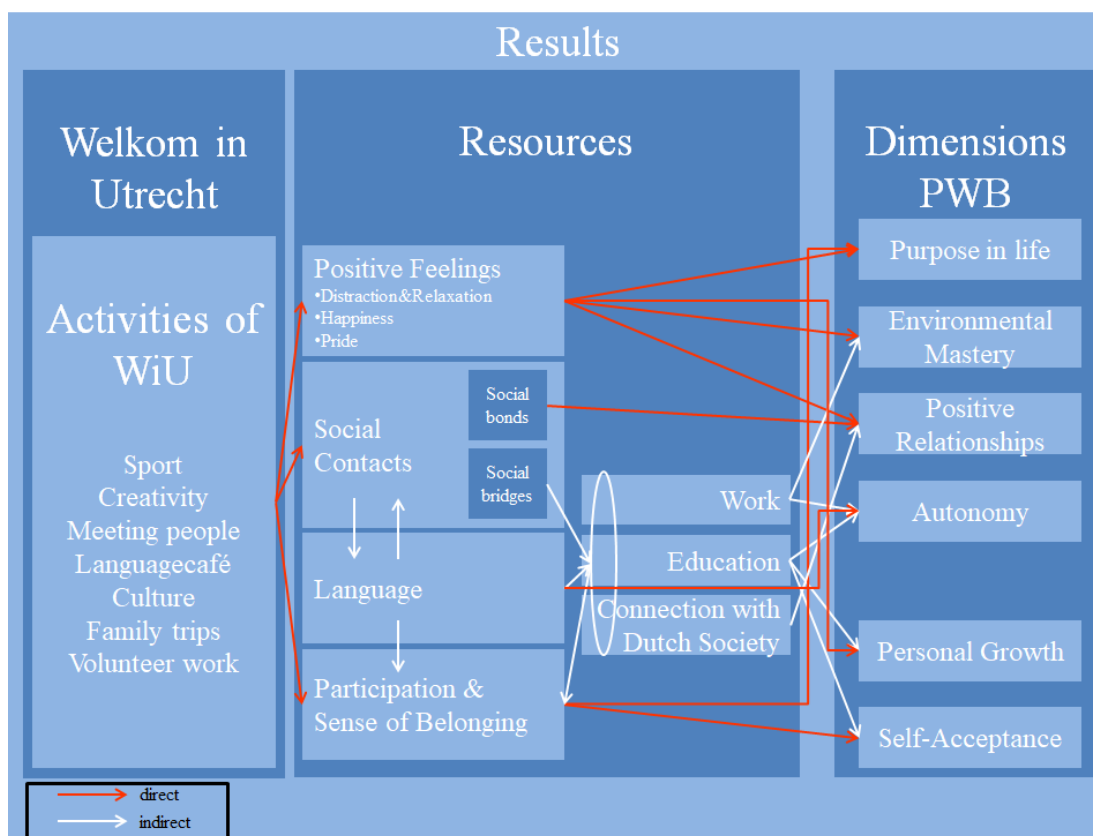 Results
Welkom in
Utrecht
Activities of
WiU
Sport
Creativity
Meeting people
Languagecafé
Culture
Family trips
Volunteer work
Resources
Positive Feelings
•Distraction&Relaxation
•Happiness
•Pride
Social
Contacts
Social
bonds
Social
bridges
Language
Participation &
Sense of Belonging
Work
Education
Connection with
Dutch Society
Dimensions
PWB
Purpose in life
Environmental
Mastery
Positive
Relationships
Autonomy
Personal Growth
Self-Acceptance
direct
indirect